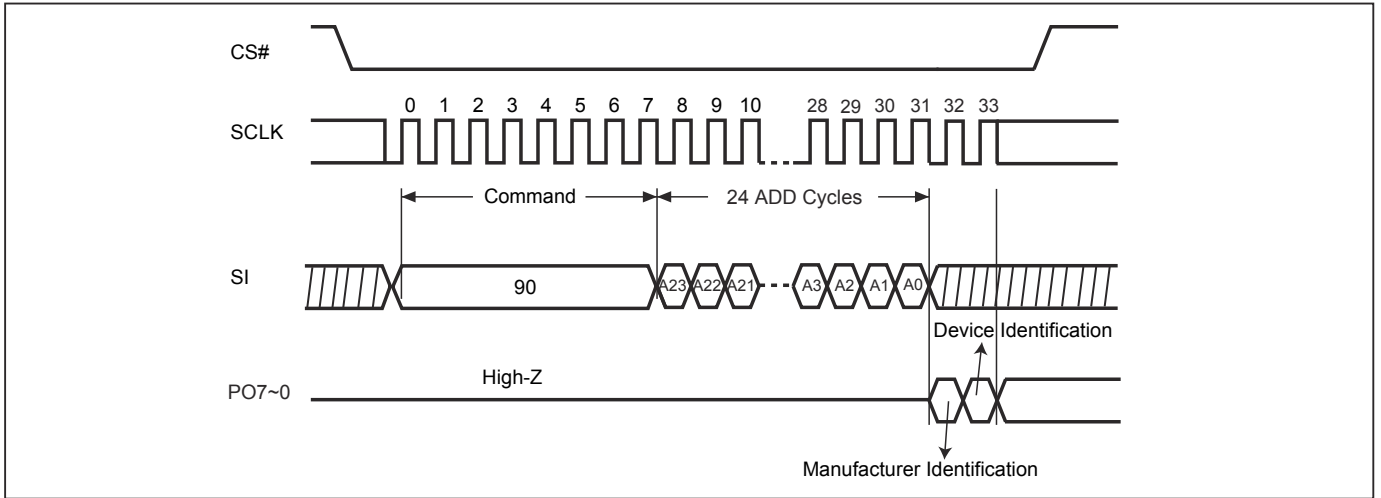 CS#
0 1 2 3 4 5 6 7 8 9 10 28 29 30 31 32 33
SCLK
Command
24 ADD Cycles
SI
90
A23 A22 A21 A3 A2 A1 A0
Device Identification
High-Z
PO7~0
Manufacturer Identification